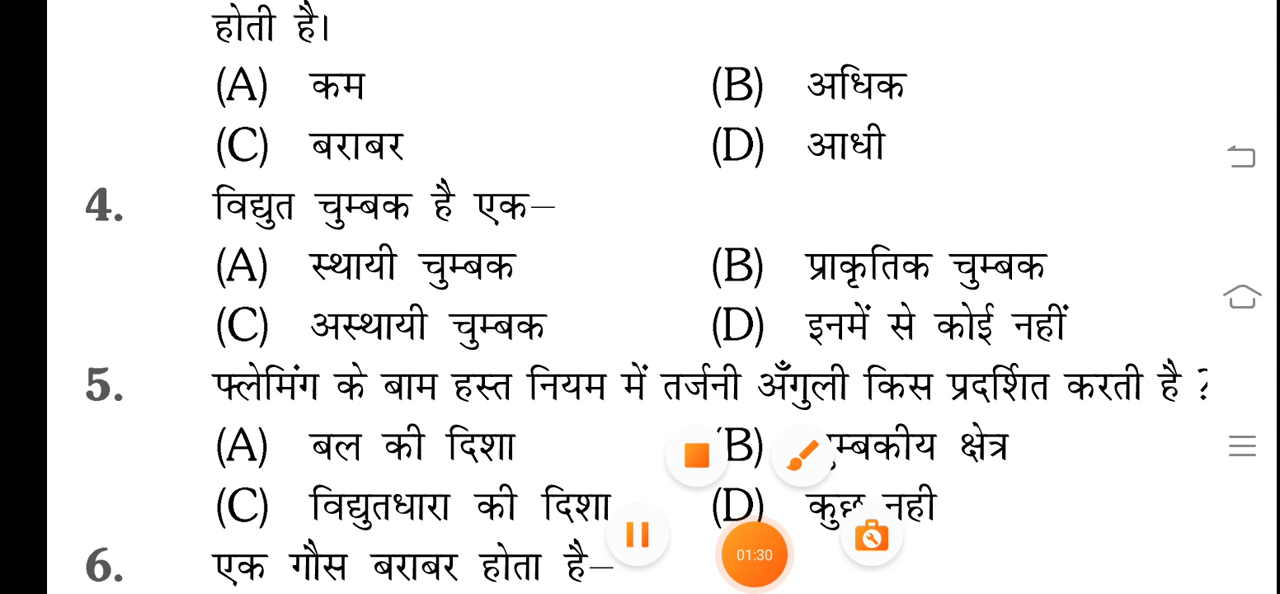 होती है।
(A) कम (B) अधिक
(C) बराबर (D) आधी
4. विद्युत चुम्बक है एक–
(A) स्थायी चुम्बक (B) प्राकृतिक चुम्बक
(C) अस्थायी चुम्बक (D) इनमें से कोई नहीं
5. फ्लेमिंग के बाम हस्त नियम में तर्जनी अँगुली किस प्रदर्शित करती है ?
(A) बल की दिशा (B) क्षेत्र
(C) विद्युतधारा की दिशा (D) कुछ नही
01:30
6. एक गौस बराबर होता है–